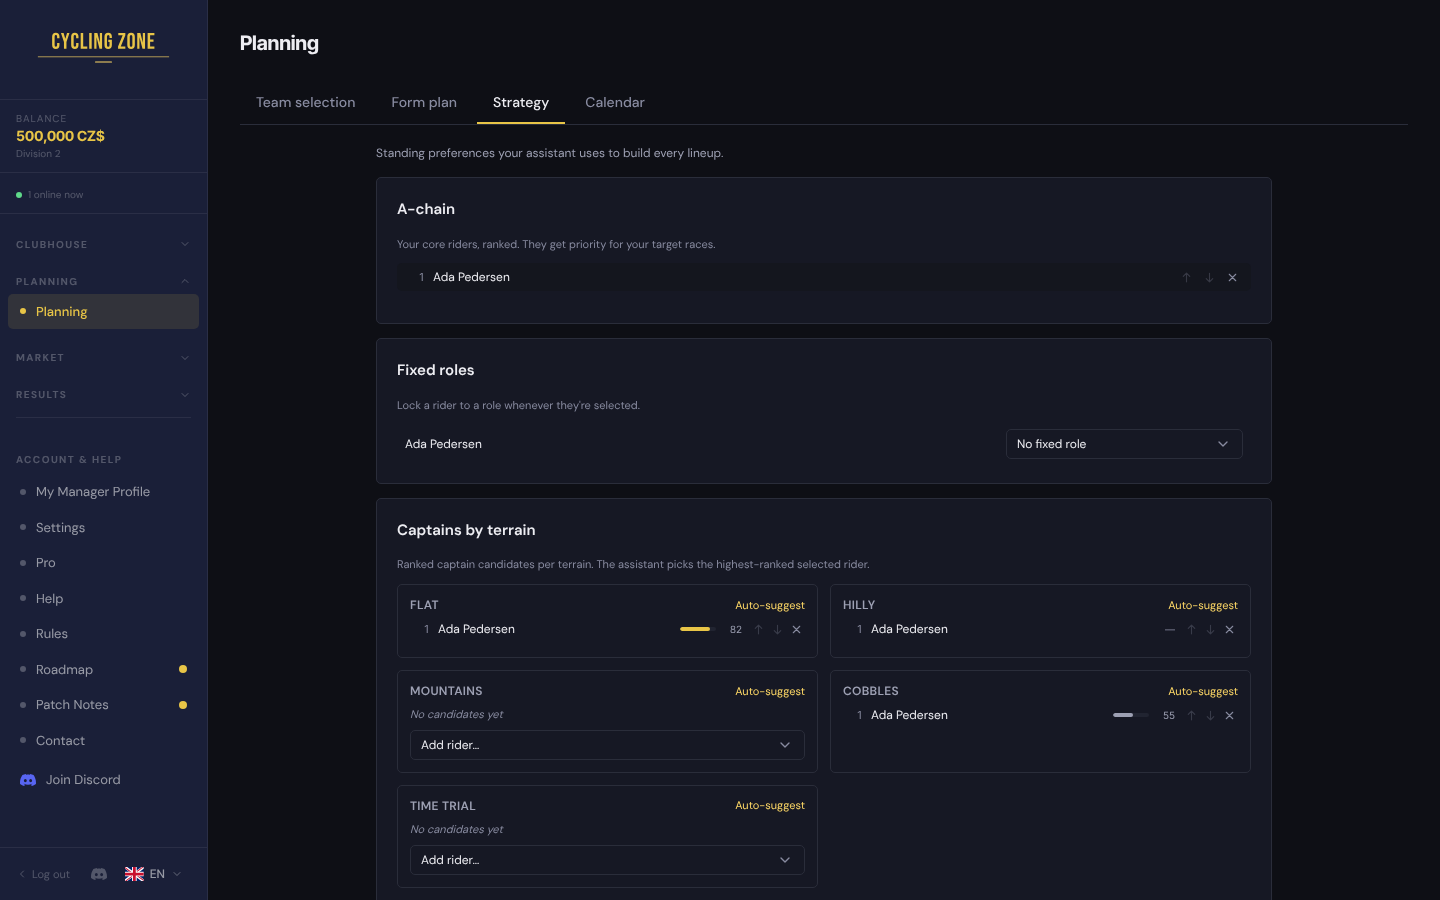 CYCLING ZONE
BALANCE
500,000 CZ$
Division 2
1 online now
CLUBHOUSE
PLANNING
Planning
MARKET
RESULTS
ACCOUNT & HELP
My Manager Profile
Settings
Pro
Help
Rules
Roadmap
Patch Notes
Contact
Join Discord
Log out
EN
Planning
Team selection
Form plan
Strategy
Calendar
Standing preferences your assistant uses to build every lineup.
A-chain
Your core riders, ranked. They get priority for your target races.
1 Ada Pedersen ↑ ↓ ×
Fixed roles
Lock a rider to a role whenever they're selected.
Ada Pedersen
No fixed role
Captains by terrain
Ranked captain candidates per terrain. The assistant picks the highest-ranked selected rider.
FLAT Auto-suggest
1 Ada Pedersen 82 ↑ ↓ ×
HILLY Auto-suggest
1 Ada Pedersen — ↑ ↓ ×
MOUNTAINS Auto-suggest
No candidates yet
Add rider…
COBBLES Auto-suggest
1 Ada Pedersen 55 ↑ ↓ ×
TIME TRIAL Auto-suggest
No candidates yet
Add rider…